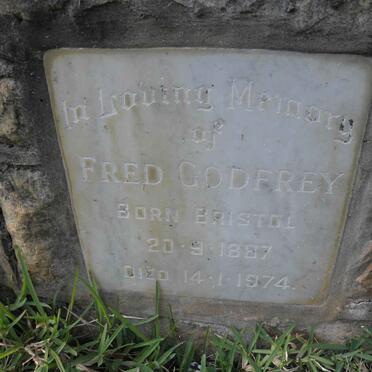 In Loving Memory
of
FRED GODFREY
BORN BRISTOL
20·9·1887
DIED 14·1·1974.